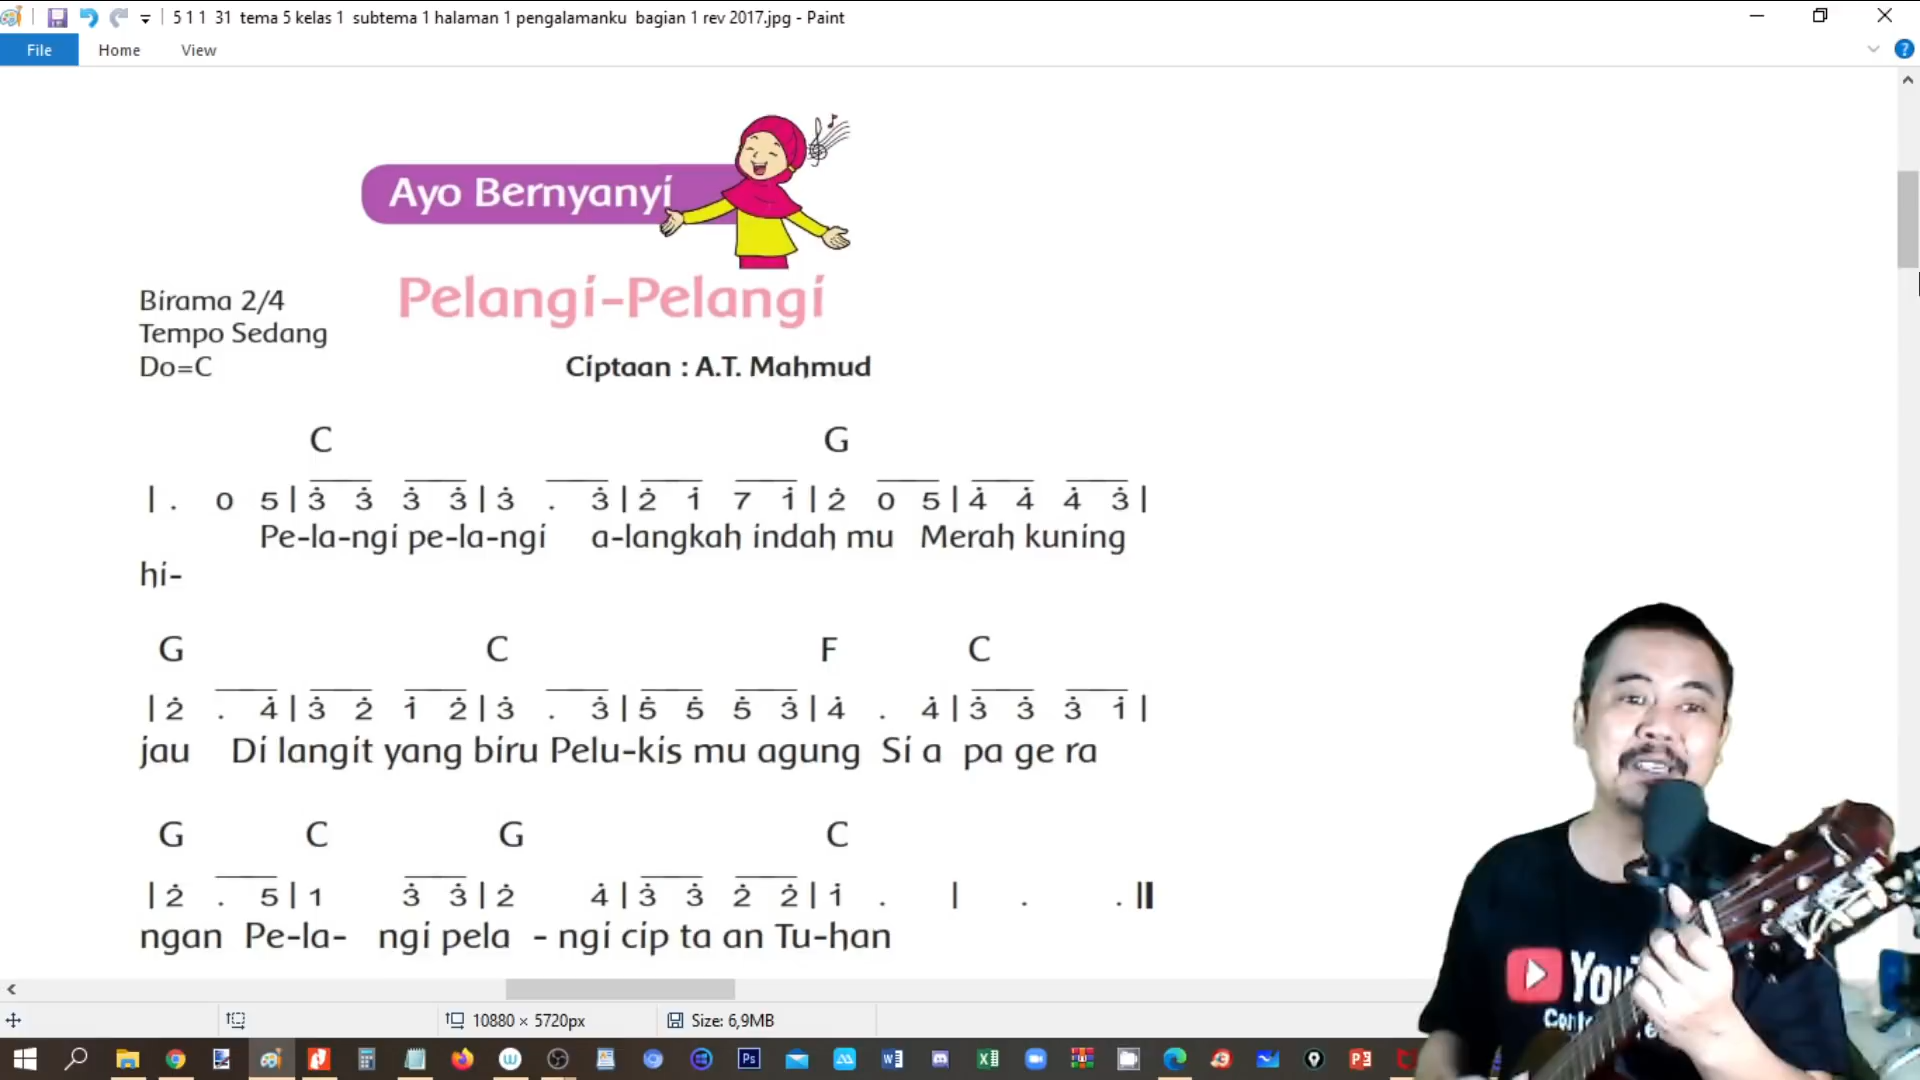 5 1 1  31  tema 5 kelas 1  subtema 1 halaman 1 pengalamanku  bagian 1 rev 2017.jpg - Paint
File Home View
Ayo Bernyanyi
Pelangi-Pelangi
Birama 2/4
Tempo Sedang
Do=C
Ciptaan : A.T. Mahmud
C G
| . 0 5 | 3̇ 3̇ 3̇ 3̇ | 3̇ . 3̇ | 2̇ 1̇ 7 1̇ | 2̇ 0 5 | 4̇ 4̇ 4̇ 3̇ |
Pe-la-ngi pe-la-ngi a-langkah indah mu Merah kuning
hi-
G C F C
| 2̇ . 4̇ | 3̇ 2̇ 1̇ 2̇ | 3̇ . 3̇ | 5̇ 5̇ 5̇ 3̇ | 4̇ . 4̇ | 3̇ 3̇ 3̇ 1̇ |
jau Di langit yang biru Pelu-kis mu agung Si a pa ge ra
G C G C
| 2̇ . 5 | 1 3̇ 3̇ | 2̇ 4̇ | 3̇ 3̇ 2̇ 2̇ | 1̇ . | . . ||
ngan Pe-la- ngi pela - ngi cip ta an Tu-han
10880 × 5720px Size: 6,9MB